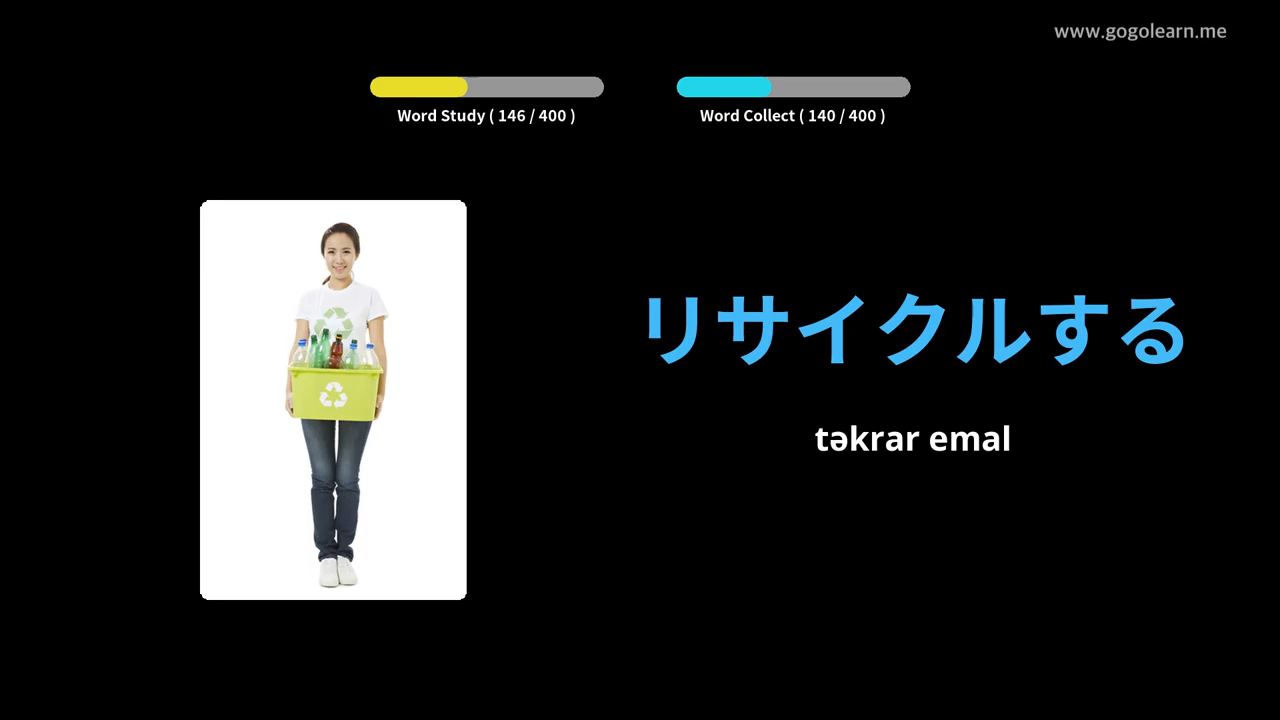 www.gogolearn.me
Word Study ( 146 / 400 )
Word Collect ( 140 / 400 )
リサイクルする
təkrar emal